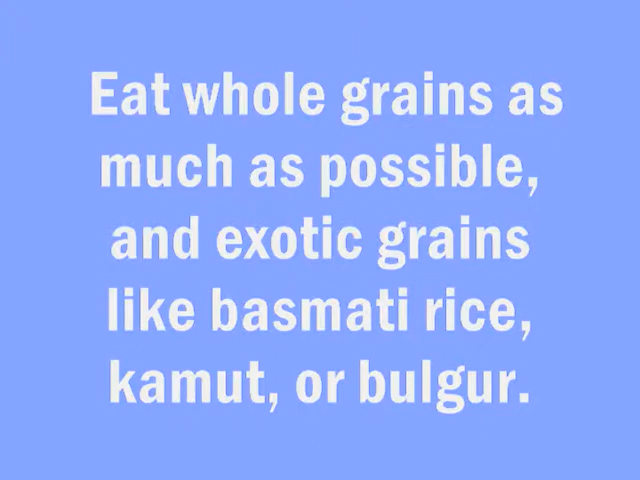 Eat whole grains as
much as possible,
and exotic grains
like basmati rice,
kamut, or bulgur.